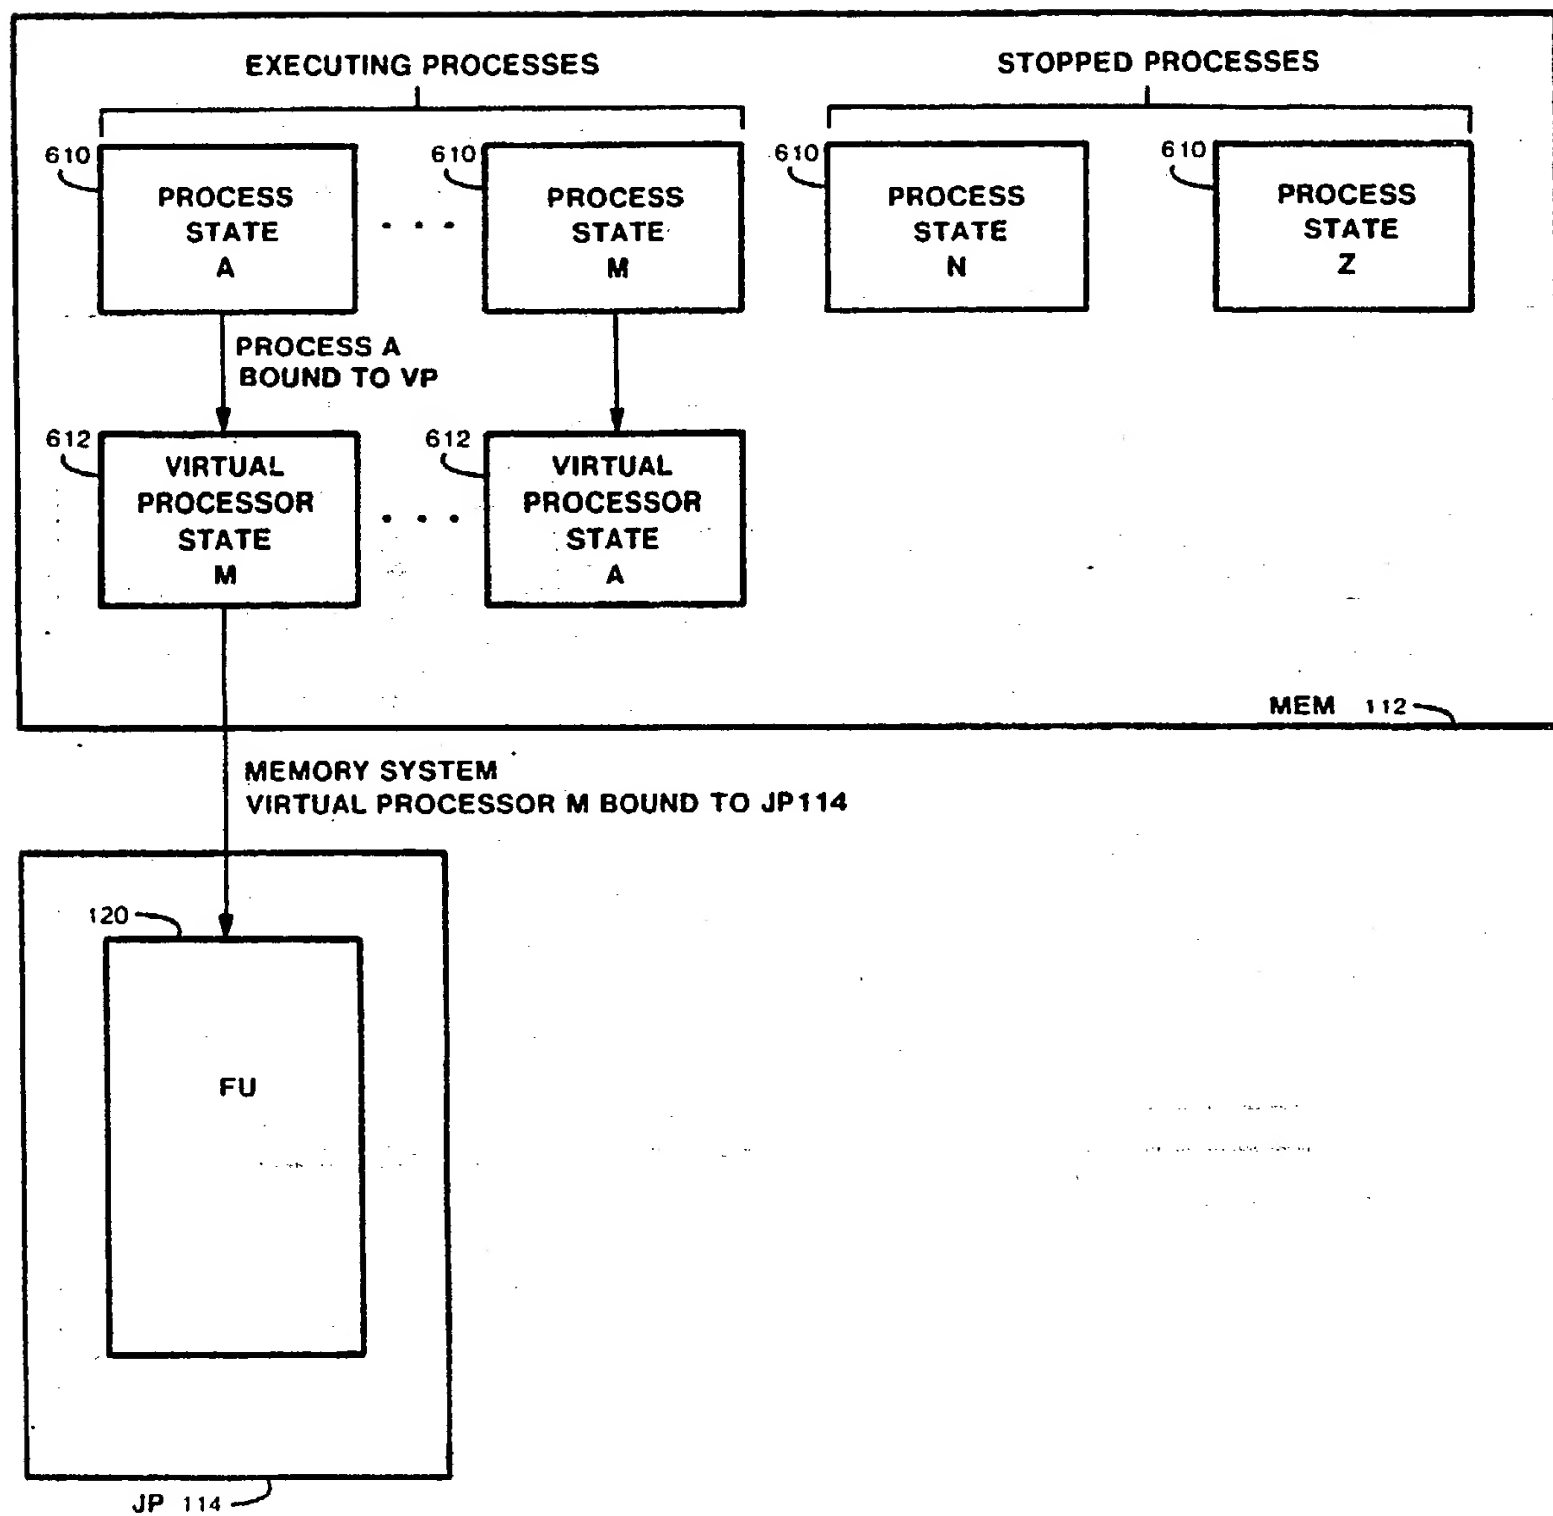 EXECUTING PROCESSES
STOPPED PROCESSES
610
PROCESS
STATE
A
. . .
610
PROCESS
STATE
M
610
PROCESS
STATE
N
610
PROCESS
STATE
Z
PROCESS A
BOUND TO VP
612
VIRTUAL
PROCESSOR
STATE
M
. . .
612
VIRTUAL
PROCESSOR
STATE
A
MEM 112
MEMORY SYSTEM
VIRTUAL PROCESSOR M BOUND TO JP114
120
FU
JP 114